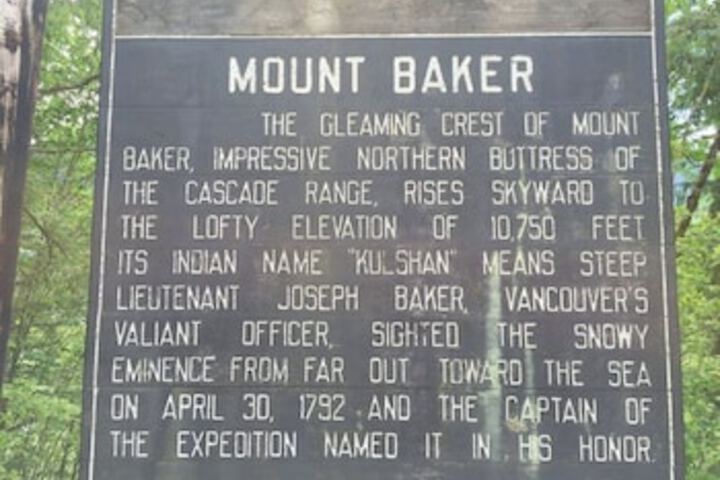 MOUNT BAKER
THE GLEAMING CREST OF MOUNT
BAKER, IMPRESSIVE NORTHERN BUTTRESS OF
THE CASCADE RANGE, RISES SKYWARD TO
THE LOFTY ELEVATION OF 10,750 FEET
ITS INDIAN NAME "KULSHAN" MEANS STEEP
LIEUTENANT JOSEPH BAKER, VANCOUVER'S
VALIANT OFFICER, SIGHTED THE SNOWY
EMINENCE FROM FAR OUT TOWARD THE SEA
ON APRIL 30, 1792 AND THE CAPTAIN OF
THE EXPEDITION NAMED IT IN HIS HONOR.